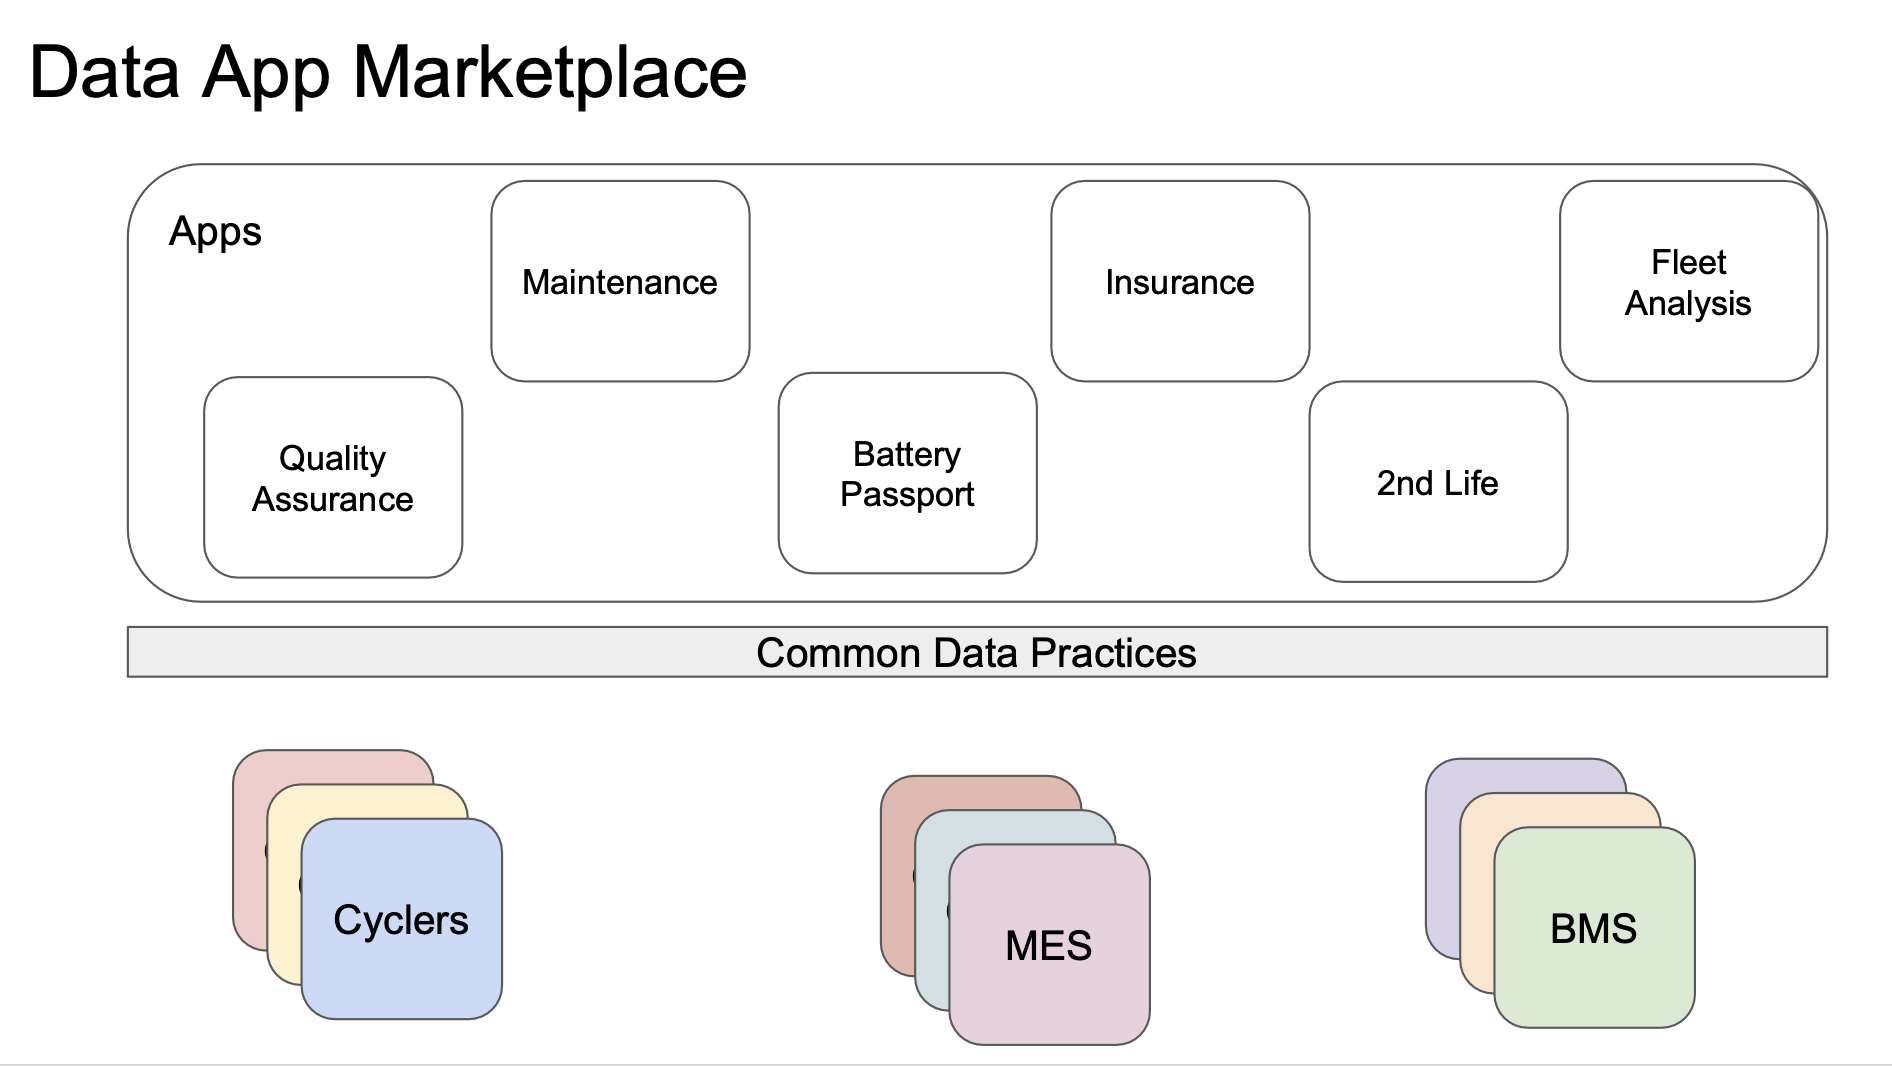 Data App Marketplace
Apps
Maintenance
Insurance
Fleet
Analysis
Quality
Assurance
Battery
Passport
2nd Life
Common Data Practices
Cyclers
MES
BMS